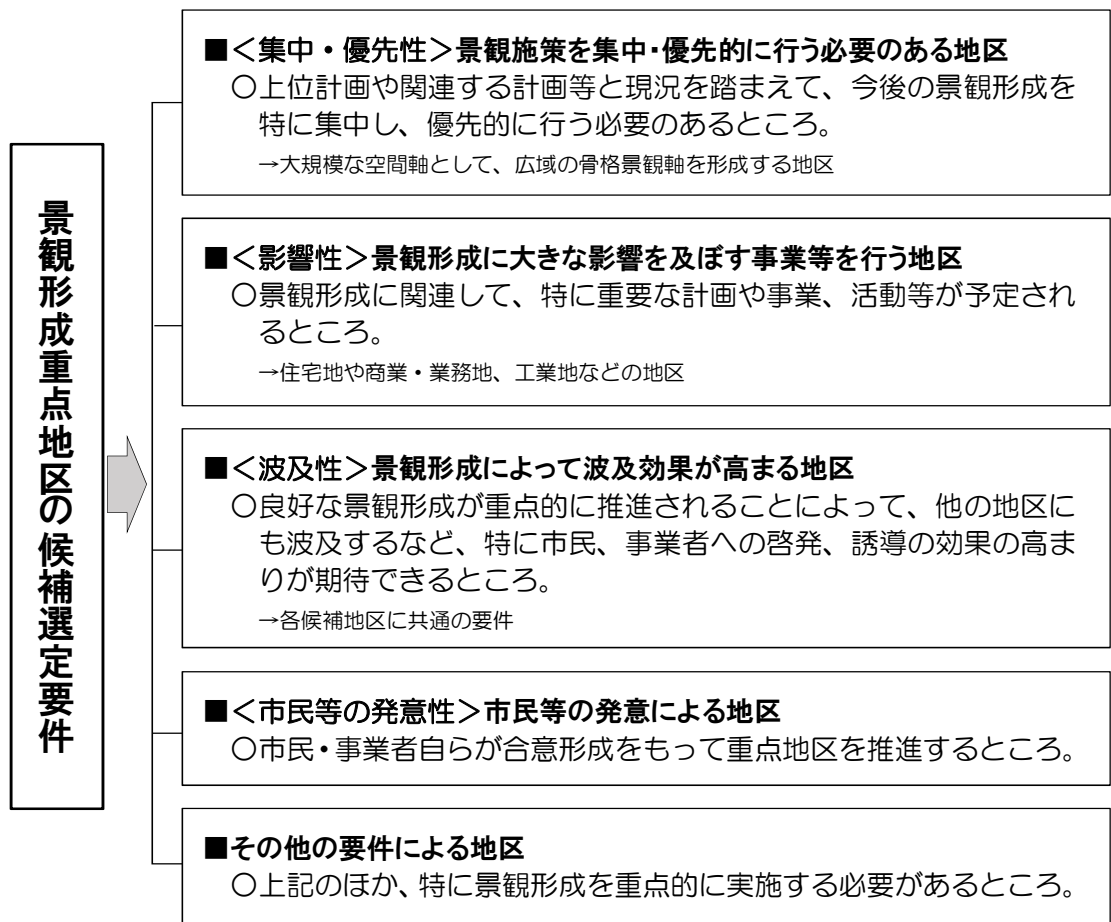 景観形成重点地区の候補選定要件
■＜集中・優先性＞景観施策を集中・優先的に行う必要のある地区
〇上位計画や関連する計画等と現況を踏まえて、今後の景観形成を
特に集中し、優先的に行う必要のあるところ。
→大規模な空間軸として、広域の骨格景観軸を形成する地区
■＜影響性＞景観形成に大きな影響を及ぼす事業等を行う地区
〇景観形成に関連して、特に重要な計画や事業、活動等が予定され
るところ。
→住宅地や商業・業務地、工業地などの地区
■＜波及性＞景観形成によって波及効果が高まる地区
〇良好な景観形成が重点的に推進されることによって、他の地区に
も波及するなど、特に市民、事業者への啓発、誘導の効果の高ま
りが期待できるところ。
→各候補地区に共通の要件
■＜市民等の発意性＞市民等の発意による地区
〇市民・事業者自らが合意形成をもって重点地区を推進するところ。
■その他の要件による地区
〇上記のほか、特に景観形成を重点的に実施する必要があるところ。